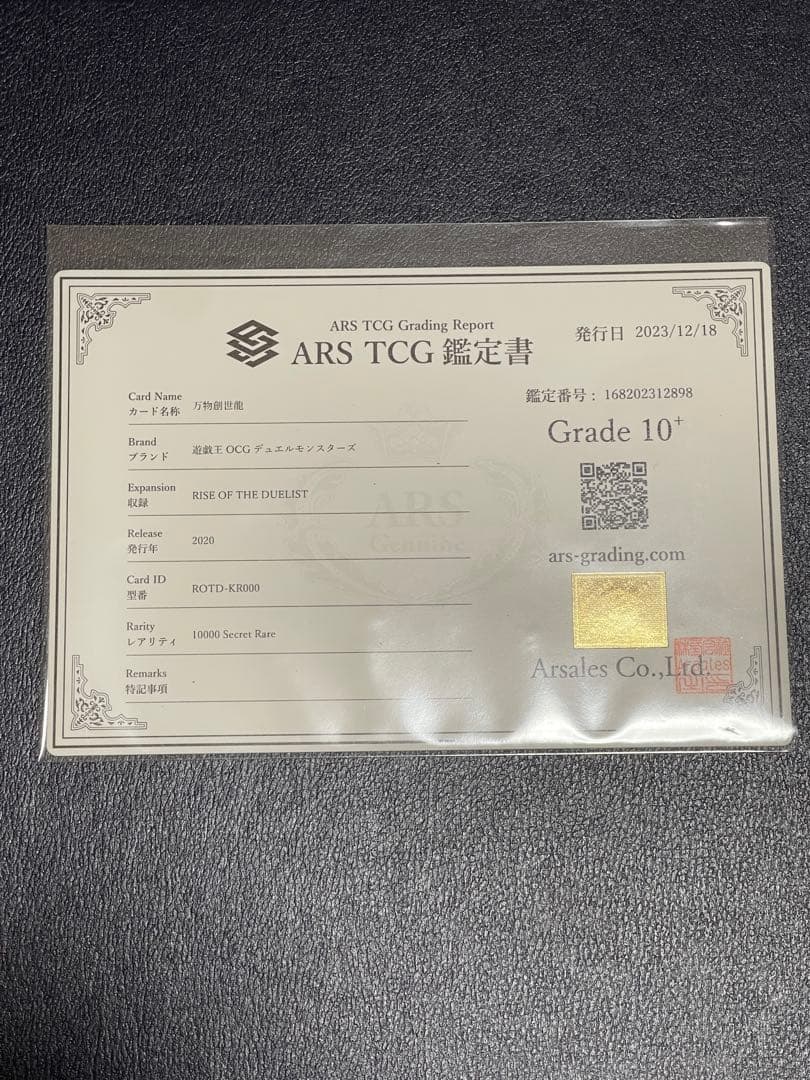 ARS TCG Grading Report
ARS TCG 鑑定書
発行日 2023/12/18
Card Name
カード名称 万物創世龍
Brand
ブランド 遊戯王 OCG デュエルモンスターズ
Expansion
収録 RISE OF THE DUELIST
Release
発行年 2020
Card ID
型番 ROTD-KR000
Rarity
レアリティ 10000 Secret Rare
Remarks
特記事項 -
鑑定番号 : 168202312898
Grade 10+
ars-grading.com
Arsales Co.,Ltd.
ARS
Genuine